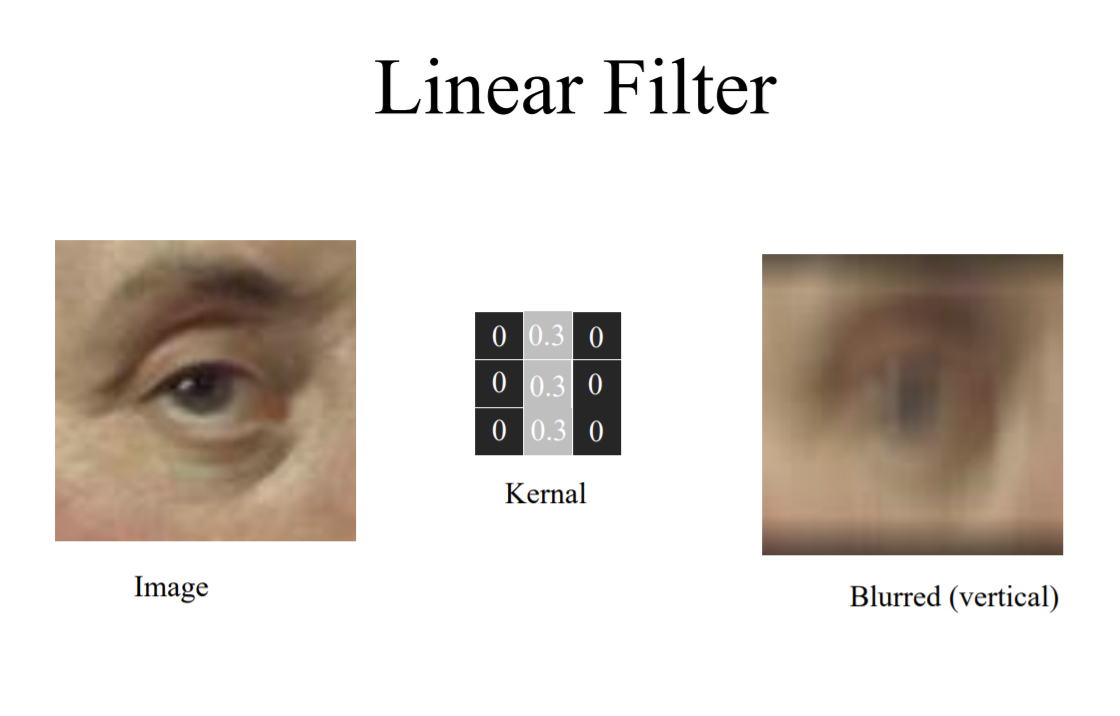 Linear Filter
0 0.3 0
0 0.3 0
0 0.3 0
Kernal
Image
Blurred (vertical)